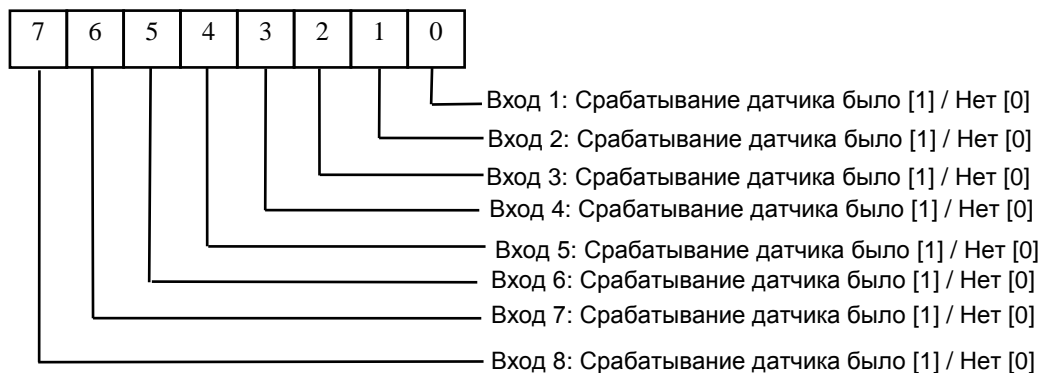 7 6 5 4 3 2 1 0
Вход 1: Срабатывание датчика было [1] / Нет [0]
Вход 2: Срабатывание датчика было [1] / Нет [0]
Вход 3: Срабатывание датчика было [1] / Нет [0]
Вход 4: Срабатывание датчика было [1] / Нет [0]
Вход 5: Срабатывание датчика было [1] / Нет [0]
Вход 6: Срабатывание датчика было [1] / Нет [0]
Вход 7: Срабатывание датчика было [1] / Нет [0]
Вход 8: Срабатывание датчика было [1] / Нет [0]